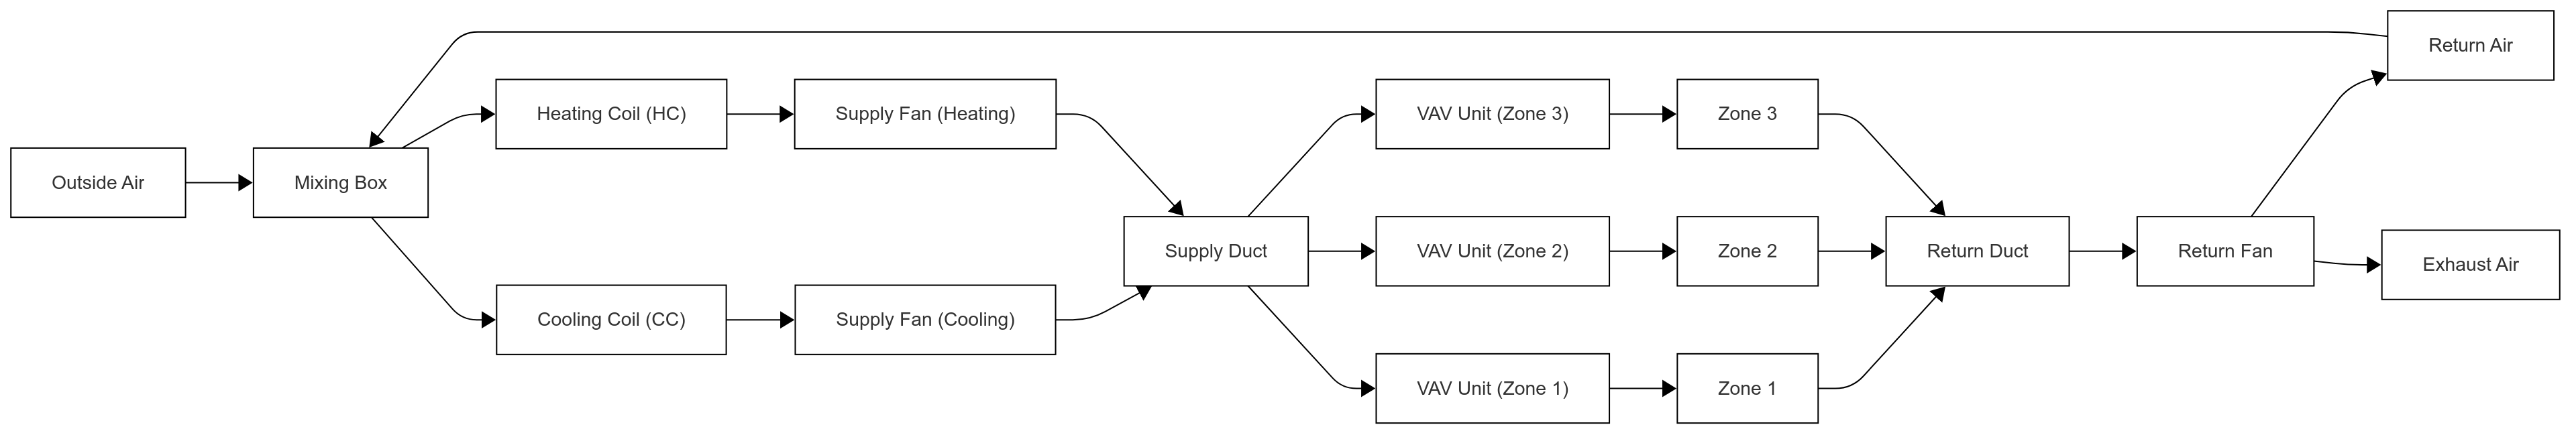 Return Air
Heating Coil (HC)
Supply Fan (Heating)
VAV Unit (Zone 3)
Zone 3
Outside Air
Mixing Box
Supply Duct
VAV Unit (Zone 2)
Zone 2
Return Duct
Return Fan
Exhaust Air
Cooling Coil (CC)
Supply Fan (Cooling)
VAV Unit (Zone 1)
Zone 1